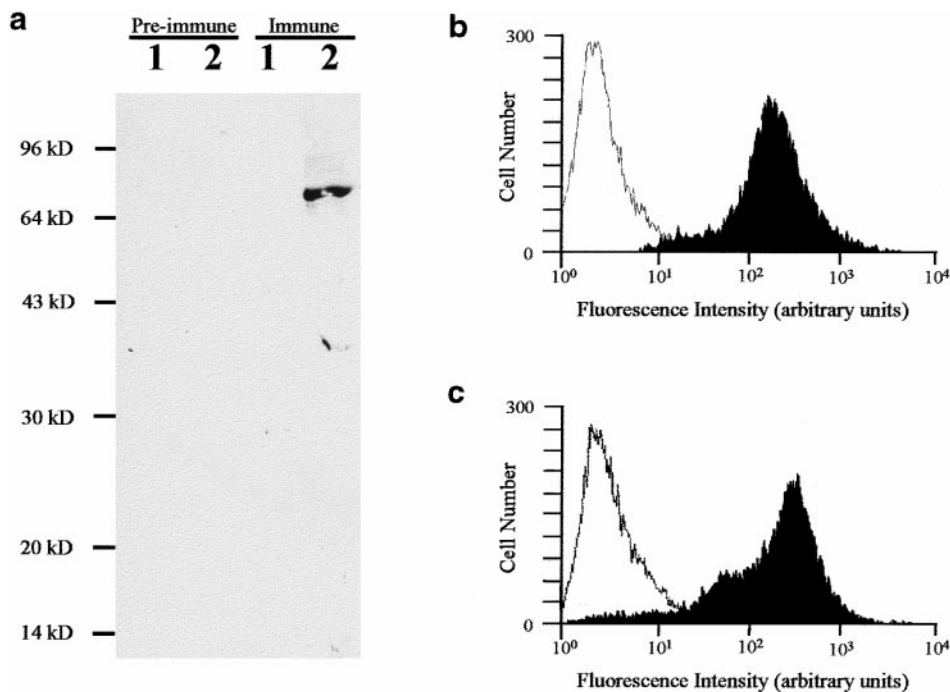 a
Pre-immune Immune
1 2 1 2
96 kD
64 kD
43 kD
30 kD
20 kD
14 kD
b
300
Cell Number
0
10⁰ 10¹ 10² 10³ 10⁴
Fluorescence Intensity (arbitrary units)
c
300
Cell Number
0
10⁰ 10¹ 10² 10³ 10⁴
Fluorescence Intensity (arbitrary units)